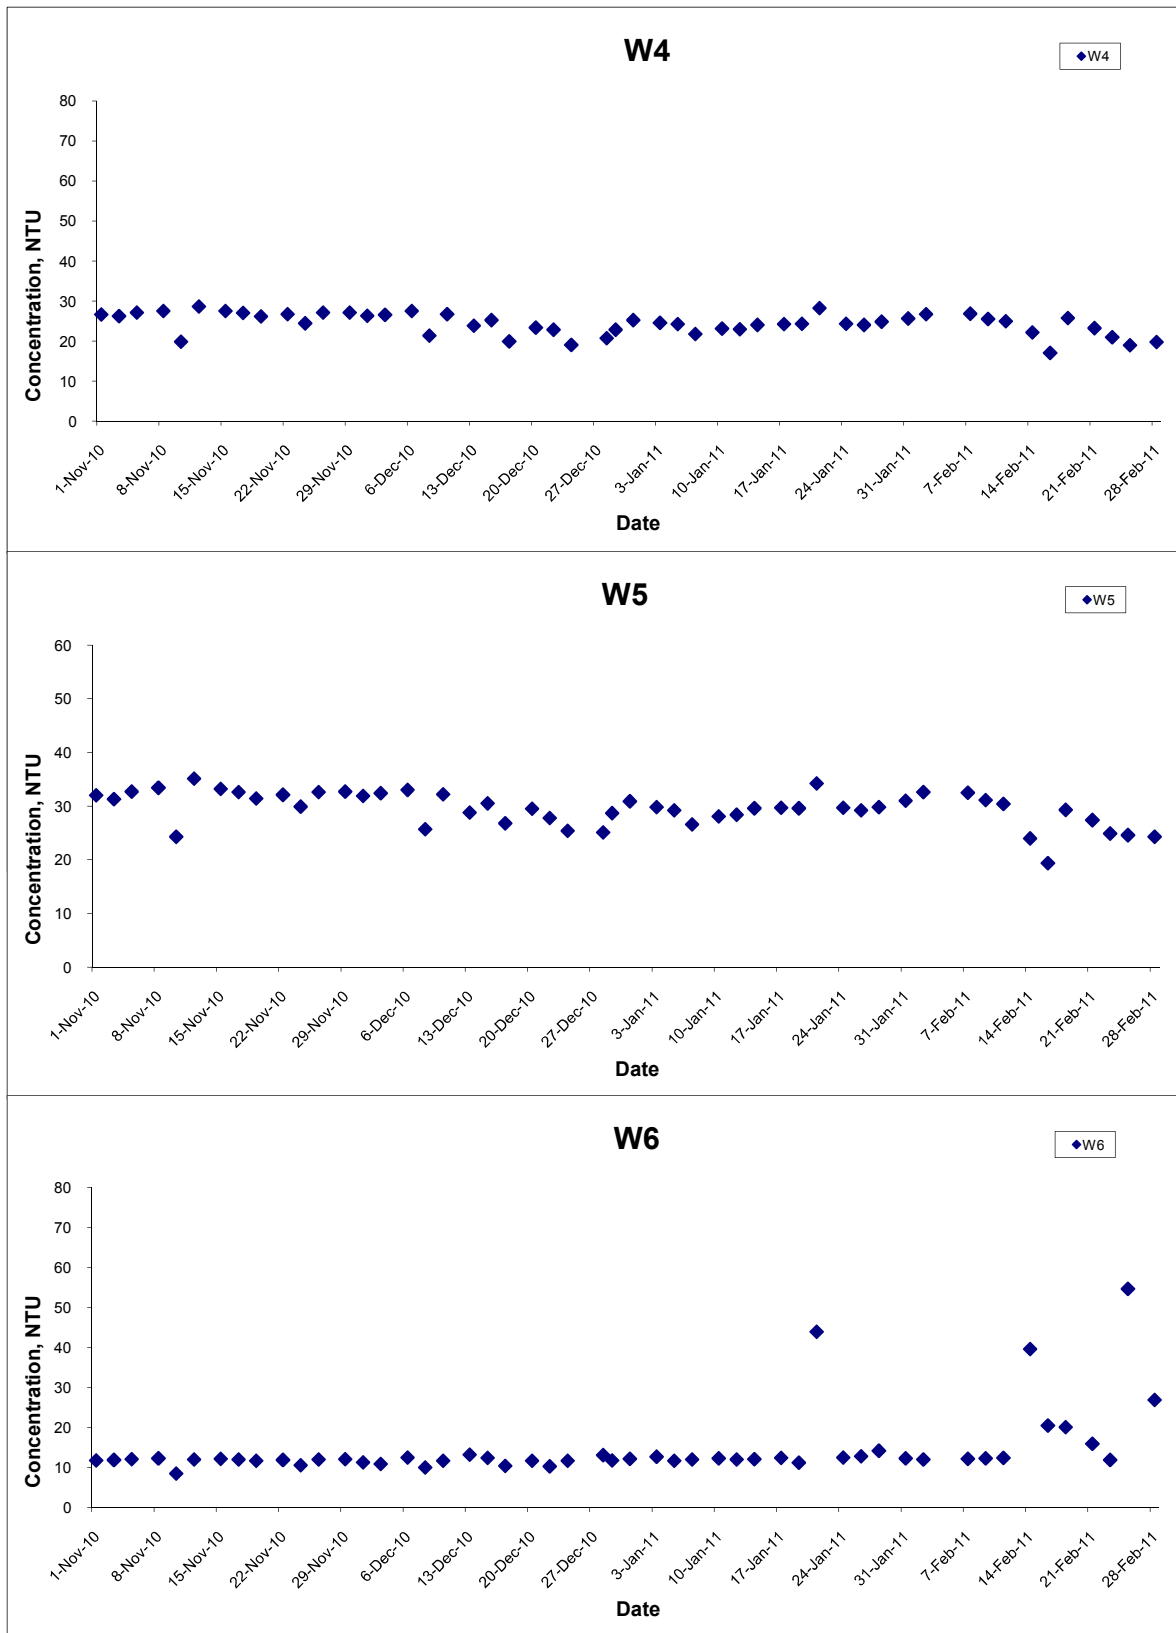 W4
W4
80
70
60
50
40
30
20
10
0
Concentration, NTU
1-Nov-10
8-Nov-10
15-Nov-10
22-Nov-10
29-Nov-10
6-Dec-10
13-Dec-10
20-Dec-10
27-Dec-10
3-Jan-11
10-Jan-11
17-Jan-11
24-Jan-11
31-Jan-11
7-Feb-11
14-Feb-11
21-Feb-11
28-Feb-11
Date
W5
W5
60
50
40
30
20
10
0
Concentration, NTU
1-Nov-10
8-Nov-10
15-Nov-10
22-Nov-10
29-Nov-10
6-Dec-10
13-Dec-10
20-Dec-10
27-Dec-10
3-Jan-11
10-Jan-11
17-Jan-11
24-Jan-11
31-Jan-11
7-Feb-11
14-Feb-11
21-Feb-11
28-Feb-11
Date
W6
W6
80
70
60
50
40
30
20
10
0
Concentration, NTU
1-Nov-10
8-Nov-10
15-Nov-10
22-Nov-10
29-Nov-10
6-Dec-10
13-Dec-10
20-Dec-10
27-Dec-10
3-Jan-11
10-Jan-11
17-Jan-11
24-Jan-11
31-Jan-11
7-Feb-11
14-Feb-11
21-Feb-11
28-Feb-11
Date